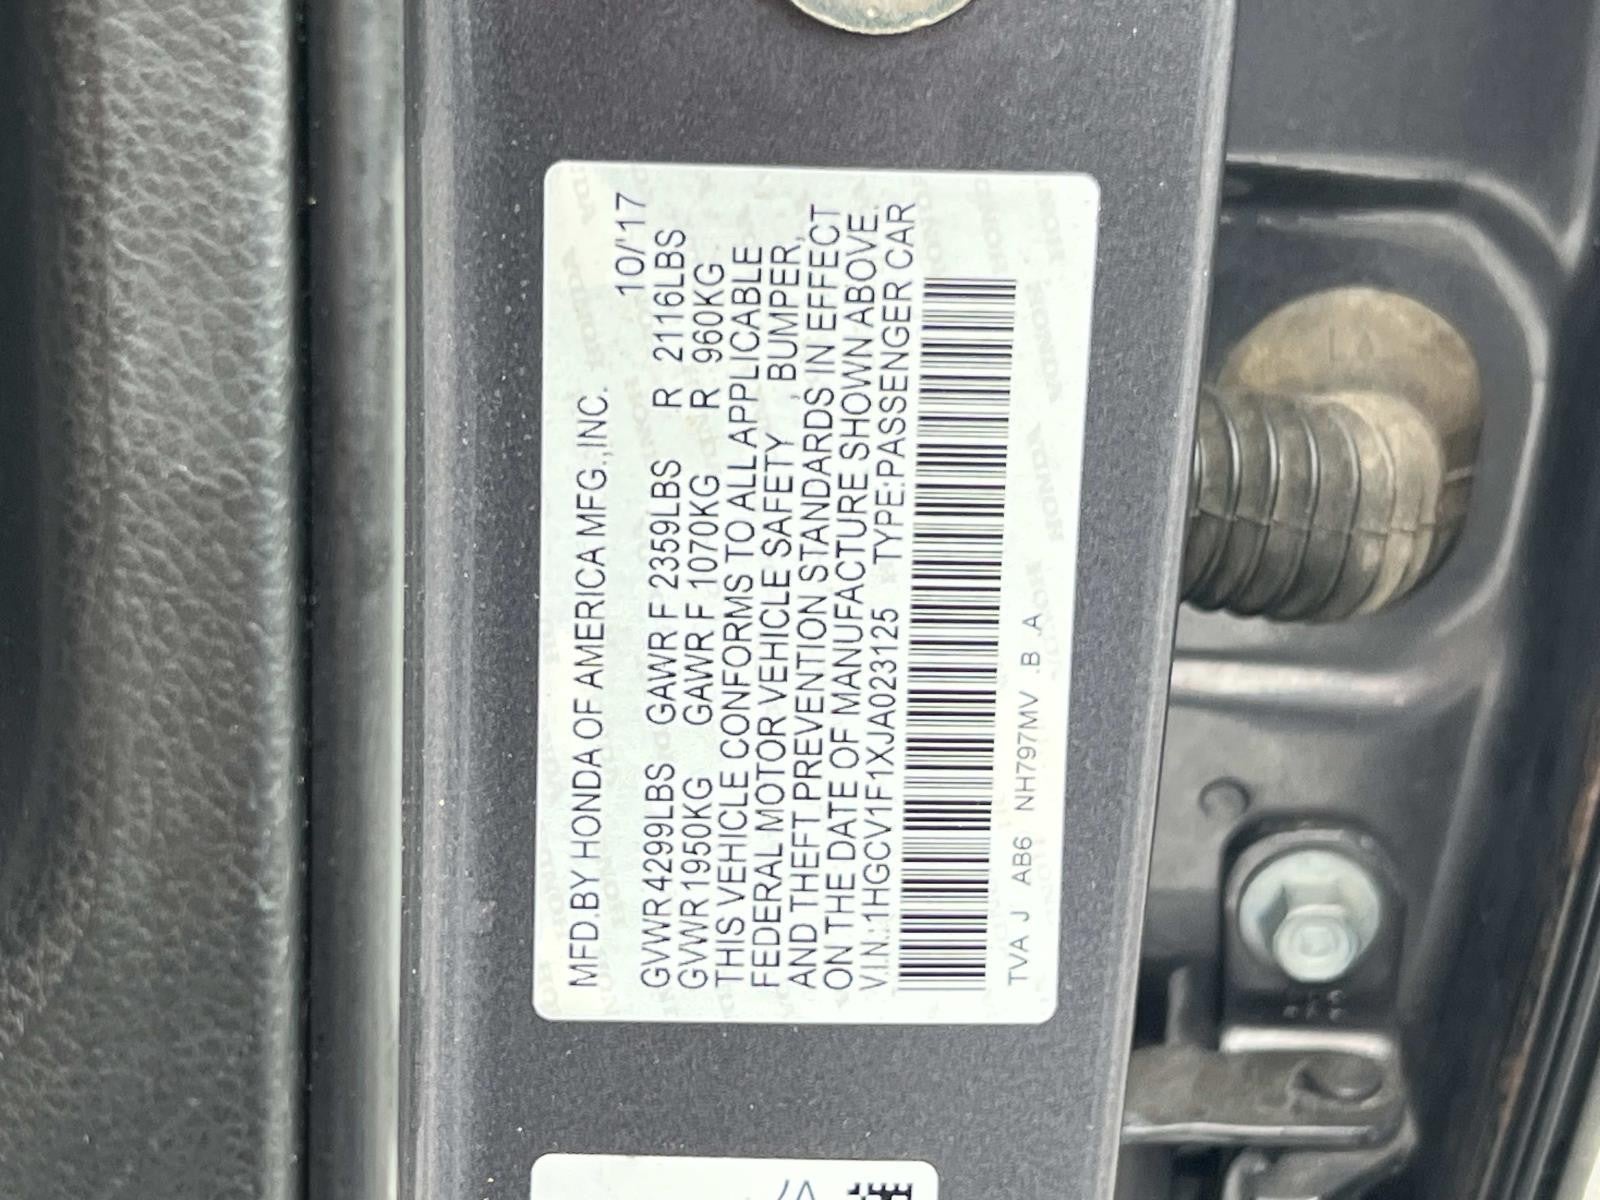 MFD.BY HONDA OF AMERICA MFG.,INC. 10/'17
GVWR 4299LBS GAWR F 2359LBS R 2116LBS
GVWR 1950KG GAWR F 1070KG R 960KG
THIS VEHICLE CONFORMS TO ALL APPLICABLE
FEDERAL MOTOR VEHICLE SAFETY , BUMPER,
AND THEFT PREVENTION STANDARDS IN EFFECT
ON THE DATE OF MANUFACTURE SHOWN ABOVE.
V.I.N.:1HGCV1F1XJA023125 TYPE:PASSENGER CAR
TVA J AB6 NH797MV .B .A